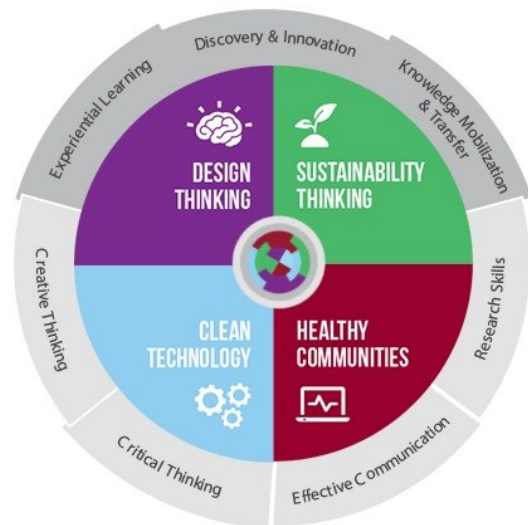 Discovery & Innovation
Experiential Learning
Knowledge Mobilization
& Transfer
DESIGN
THINKING
SUSTAINABILITY
THINKING
Creative Thinking
Research Skills
CLEAN
TECHNOLOGY
HEALTHY
COMMUNITIES
Critical Thinking
Effective Communication